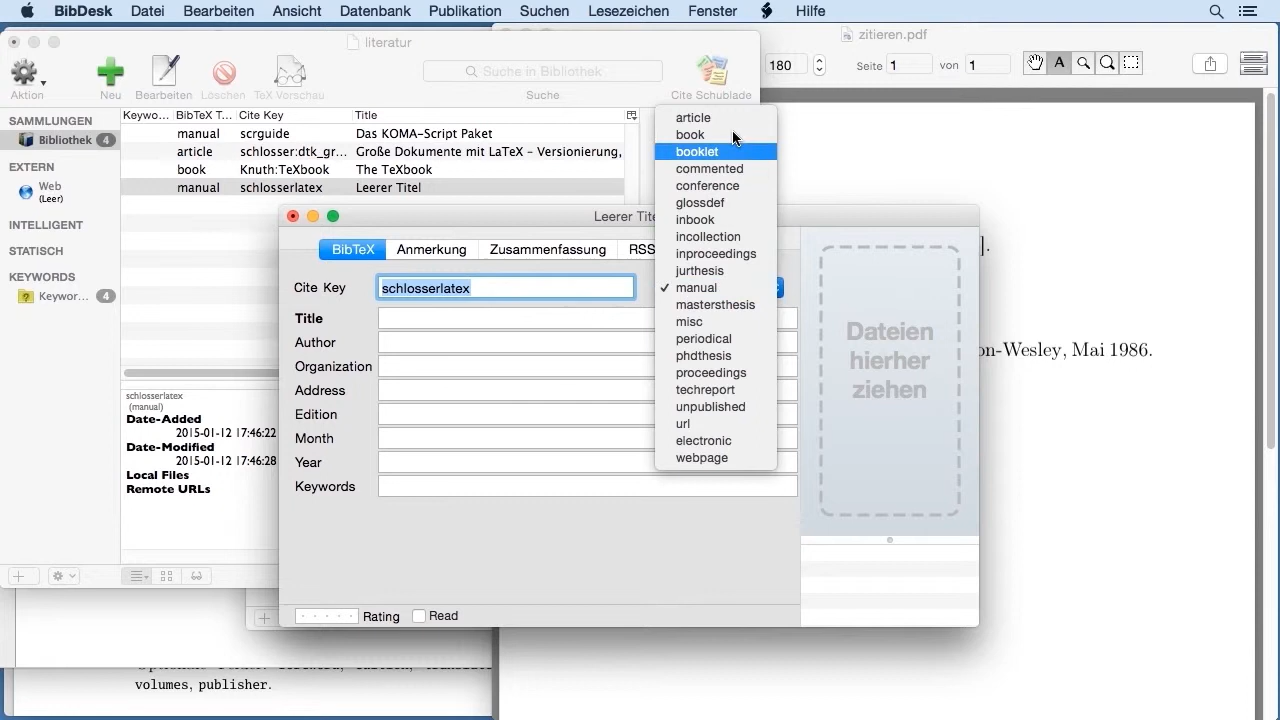 BibDesk Datei Bearbeiten Ansicht Datenbank Publikation Suchen Lesezeichen Fenster Hilfe
literatur
zitieren.pdf
Suche in Bibliothek
180
Seite 1 von 1
A
Aktion Neu Bearbeiten Löschen TeX Vorschau Suche Cite Schublade
SAMMLUNGEN
Bibliothek 4
EXTERN
Web
(Leer)
INTELLIGENT
STATISCH
KEYWORDS
Keywor... 4
Keywo... BibTeX T... Cite Key Title
manual scrguide Das KOMA-Script Paket
article schlosser:dtk_gr... Große Dokumente mit LaTeX – Versionierung,
book Knuth:TeXbook The TeXbook
manual schlosserlatex Leerer Titel
schlosserlatex
(manual)
Date-Added
2015-01-12 17:46:22
Date-Modified
2015-01-12 17:46:28
Local Files
Remote URLs
Leerer Tite
BibTeX Anmerkung Zusammenfassung RSS
Cite Key schlosserlatex
Title
Author
Organization
Address
Edition
Month
Year
Keywords
Rating Read
article
book
booklet
commented
conference
glossdef
inbook
incollection
inproceedings
jurthesis
✓ manual
mastersthesis
misc
periodical
phdthesis
proceedings
techreport
unpublished
url
electronic
webpage
Dateien
hierher
ziehen
].
on-Wesley, Mai 1986.
volumes, publisher.